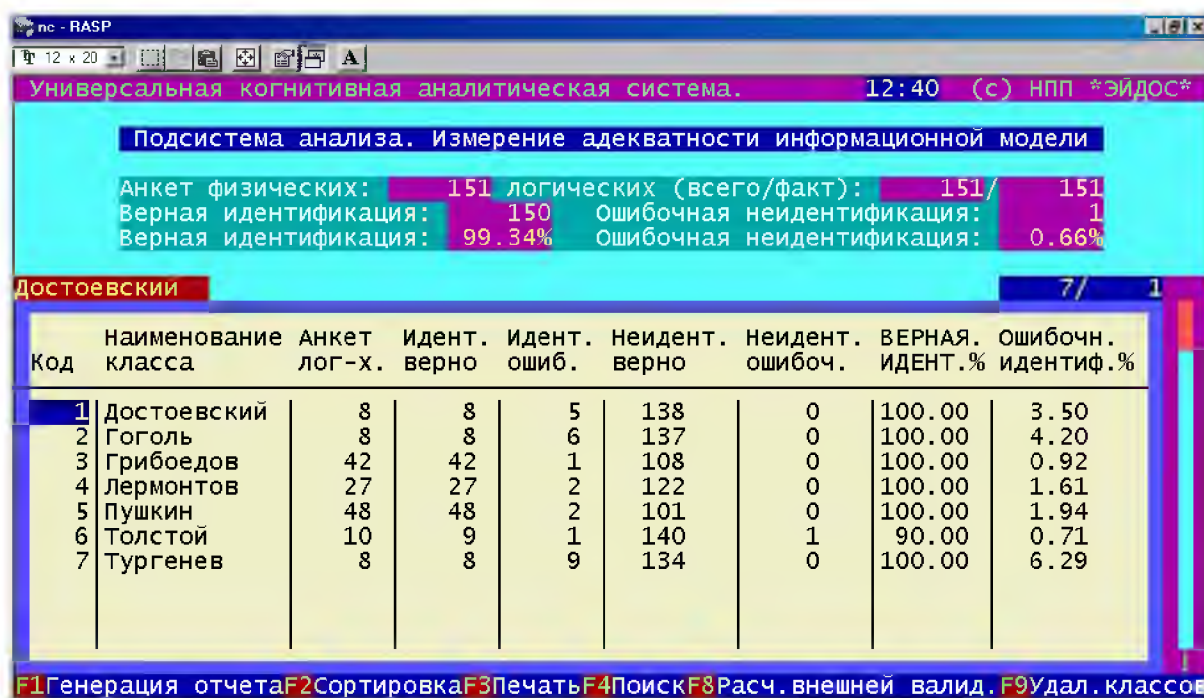 nc - RASP
Tr 12 x 20 A
Универсальная когнитивная аналитическая система. 12:40 (c) НПП *ЭЙДОС*
Подсистема анализа. Измерение адекватности информационной модели
Анкет физических: 151 логических (всего/факт): 151/ 151
Верная идентификация: 150 Ошибочная неидентификация: 1
Верная идентификация: 99.34% Ошибочная неидентификация: 0.66%
Достоевский 7/ 1
Наименование Анкет Идент. Идент. Неидент. Неидент. ВЕРНАЯ. Ошибочн.
Код класса лог-х. верно ошиб. верно ошибоч. ИДЕНТ.% идентиф.%
1 Достоевский 8 8 5 138 0 100.00 3.50
2 Гоголь 8 8 6 137 0 100.00 4.20
3 Грибоедов 42 42 1 108 0 100.00 0.92
4 Лермонтов 27 27 2 122 0 100.00 1.61
5 Пушкин 48 48 2 101 0 100.00 1.94
6 Толстой 10 9 1 140 1 90.00 0.71
7 Тургенев 8 8 9 134 0 100.00 6.29
F1Генерация отчетаF2СортировкаF3ПечатьF4ПоискF8Расч.внешней валид.F9Удал.классов